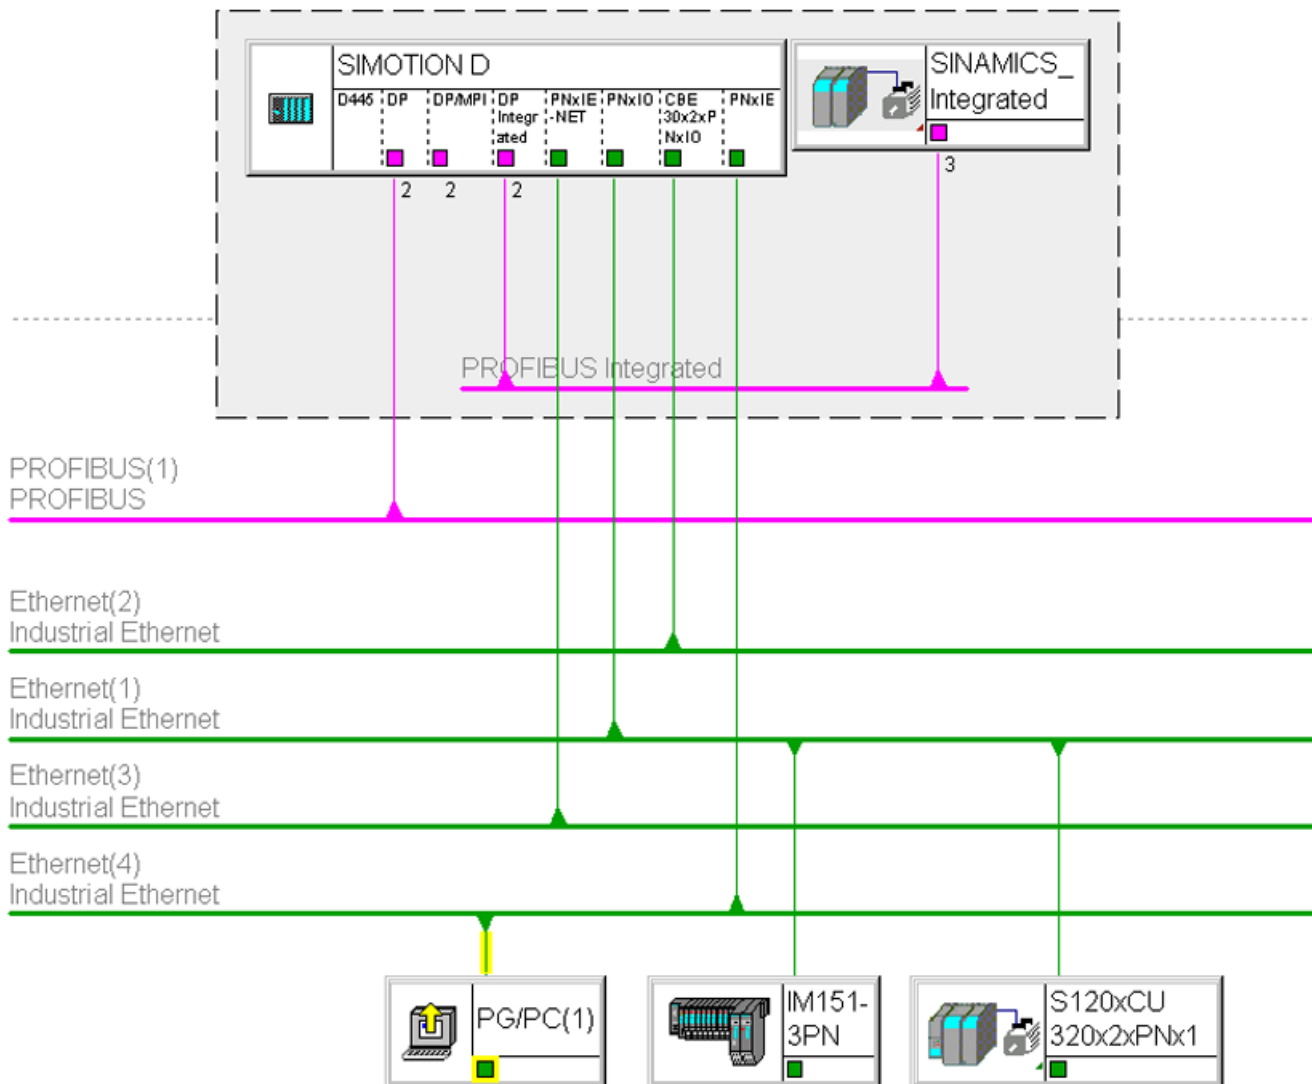 SIMOTION D
D445 DP DP/MPI DP PNxIE PNxIO CBE PNxIE
Integr -NET 30x2xP
ated NxIO
2 2 2
SINAMICS_
Integrated
3
PROFIBUS Integrated
PROFIBUS(1)
PROFIBUS
Ethernet(2)
Industrial Ethernet
Ethernet(1)
Industrial Ethernet
Ethernet(3)
Industrial Ethernet
Ethernet(4)
Industrial Ethernet
PG/PC(1)
IM151-
3PN
S120xCU
320x2xPNx1